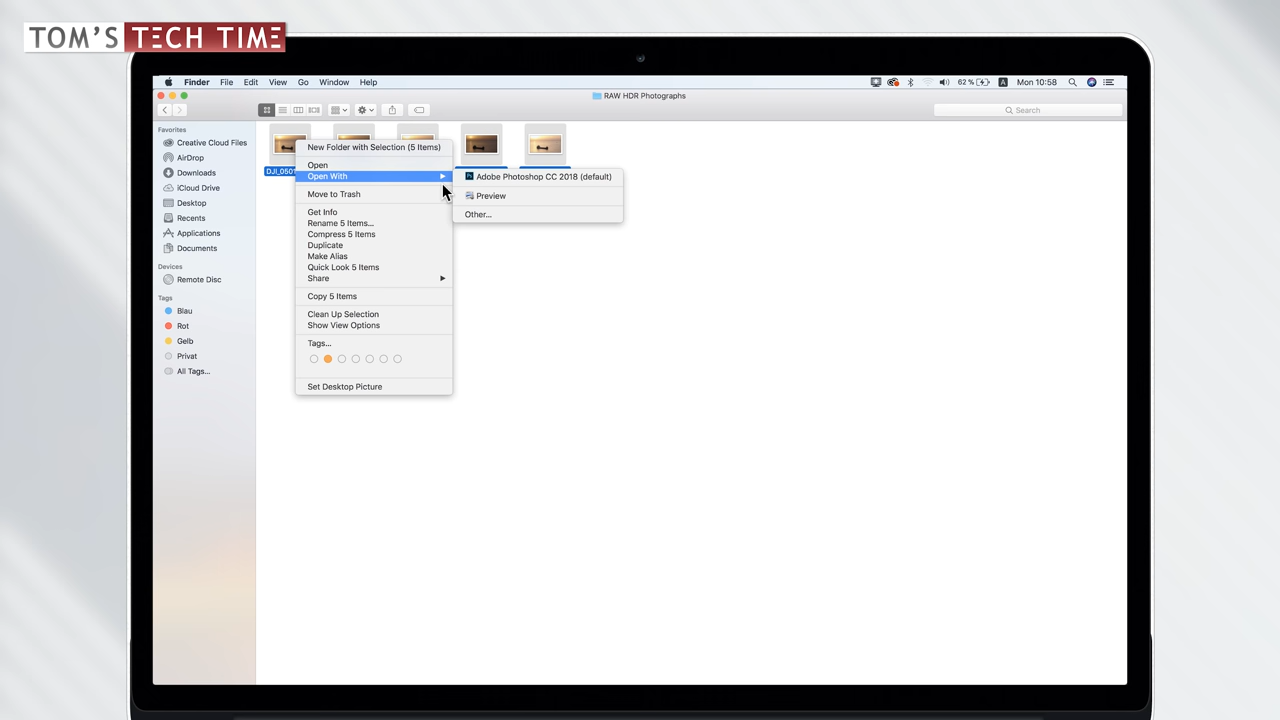 TOM'S TECH TIME
Finder File Edit View Go Window Help 62 % Mon 10:58
RAW HDR Photographs
Search
Favorites
Creative Cloud Files
AirDrop
Downloads
iCloud Drive
Desktop
Recents
Applications
Documents
Devices
Remote Disc
Tags
Blau
Rot
Gelb
Privat
All Tags...
New Folder with Selection (5 Items)
Open
Open With
Move to Trash
Get Info
Rename 5 Items...
Compress 5 Items
Duplicate
Make Alias
Quick Look 5 Items
Share
Copy 5 Items
Clean Up Selection
Show View Options
Tags...
Set Desktop Picture
Adobe Photoshop CC 2018 (default)
Preview
Other...